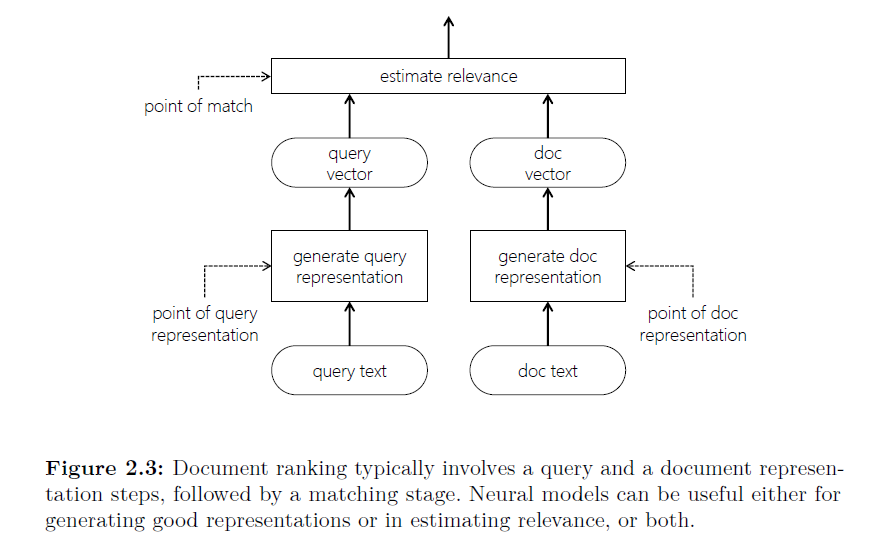 estimate relevance
point of match
query
vector
doc
vector
generate query
representation
generate doc
representation
point of query
representation
point of doc
representation
query text
doc text
Figure 2.3: Document ranking typically involves a query and a document represen-
tation steps, followed by a matching stage. Neural models can be useful either for
generating good representations or in estimating relevance, or both.